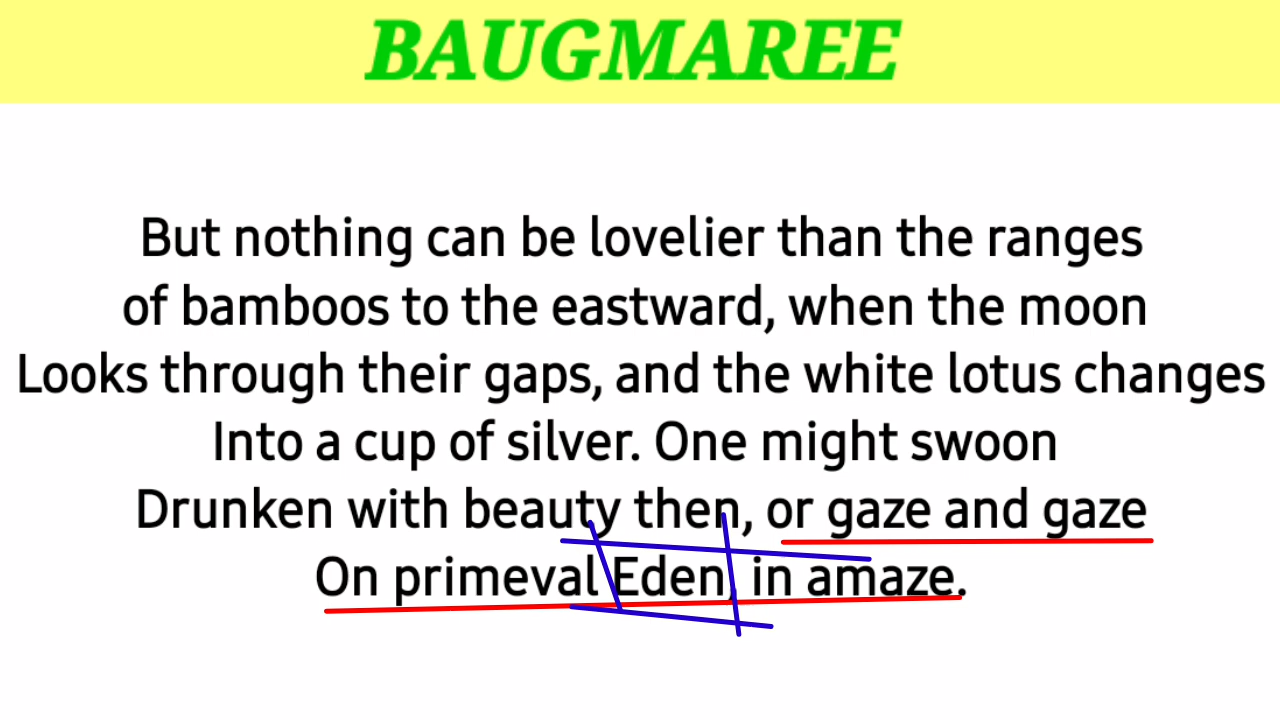 BAUGMAREE
But nothing can be lovelier than the ranges
of bamboos to the eastward, when the moon
Looks through their gaps, and the white lotus changes
Into a cup of silver. One might swoon
Drunken with beauty then, or gaze and gaze
On primeval Eden, in amaze.